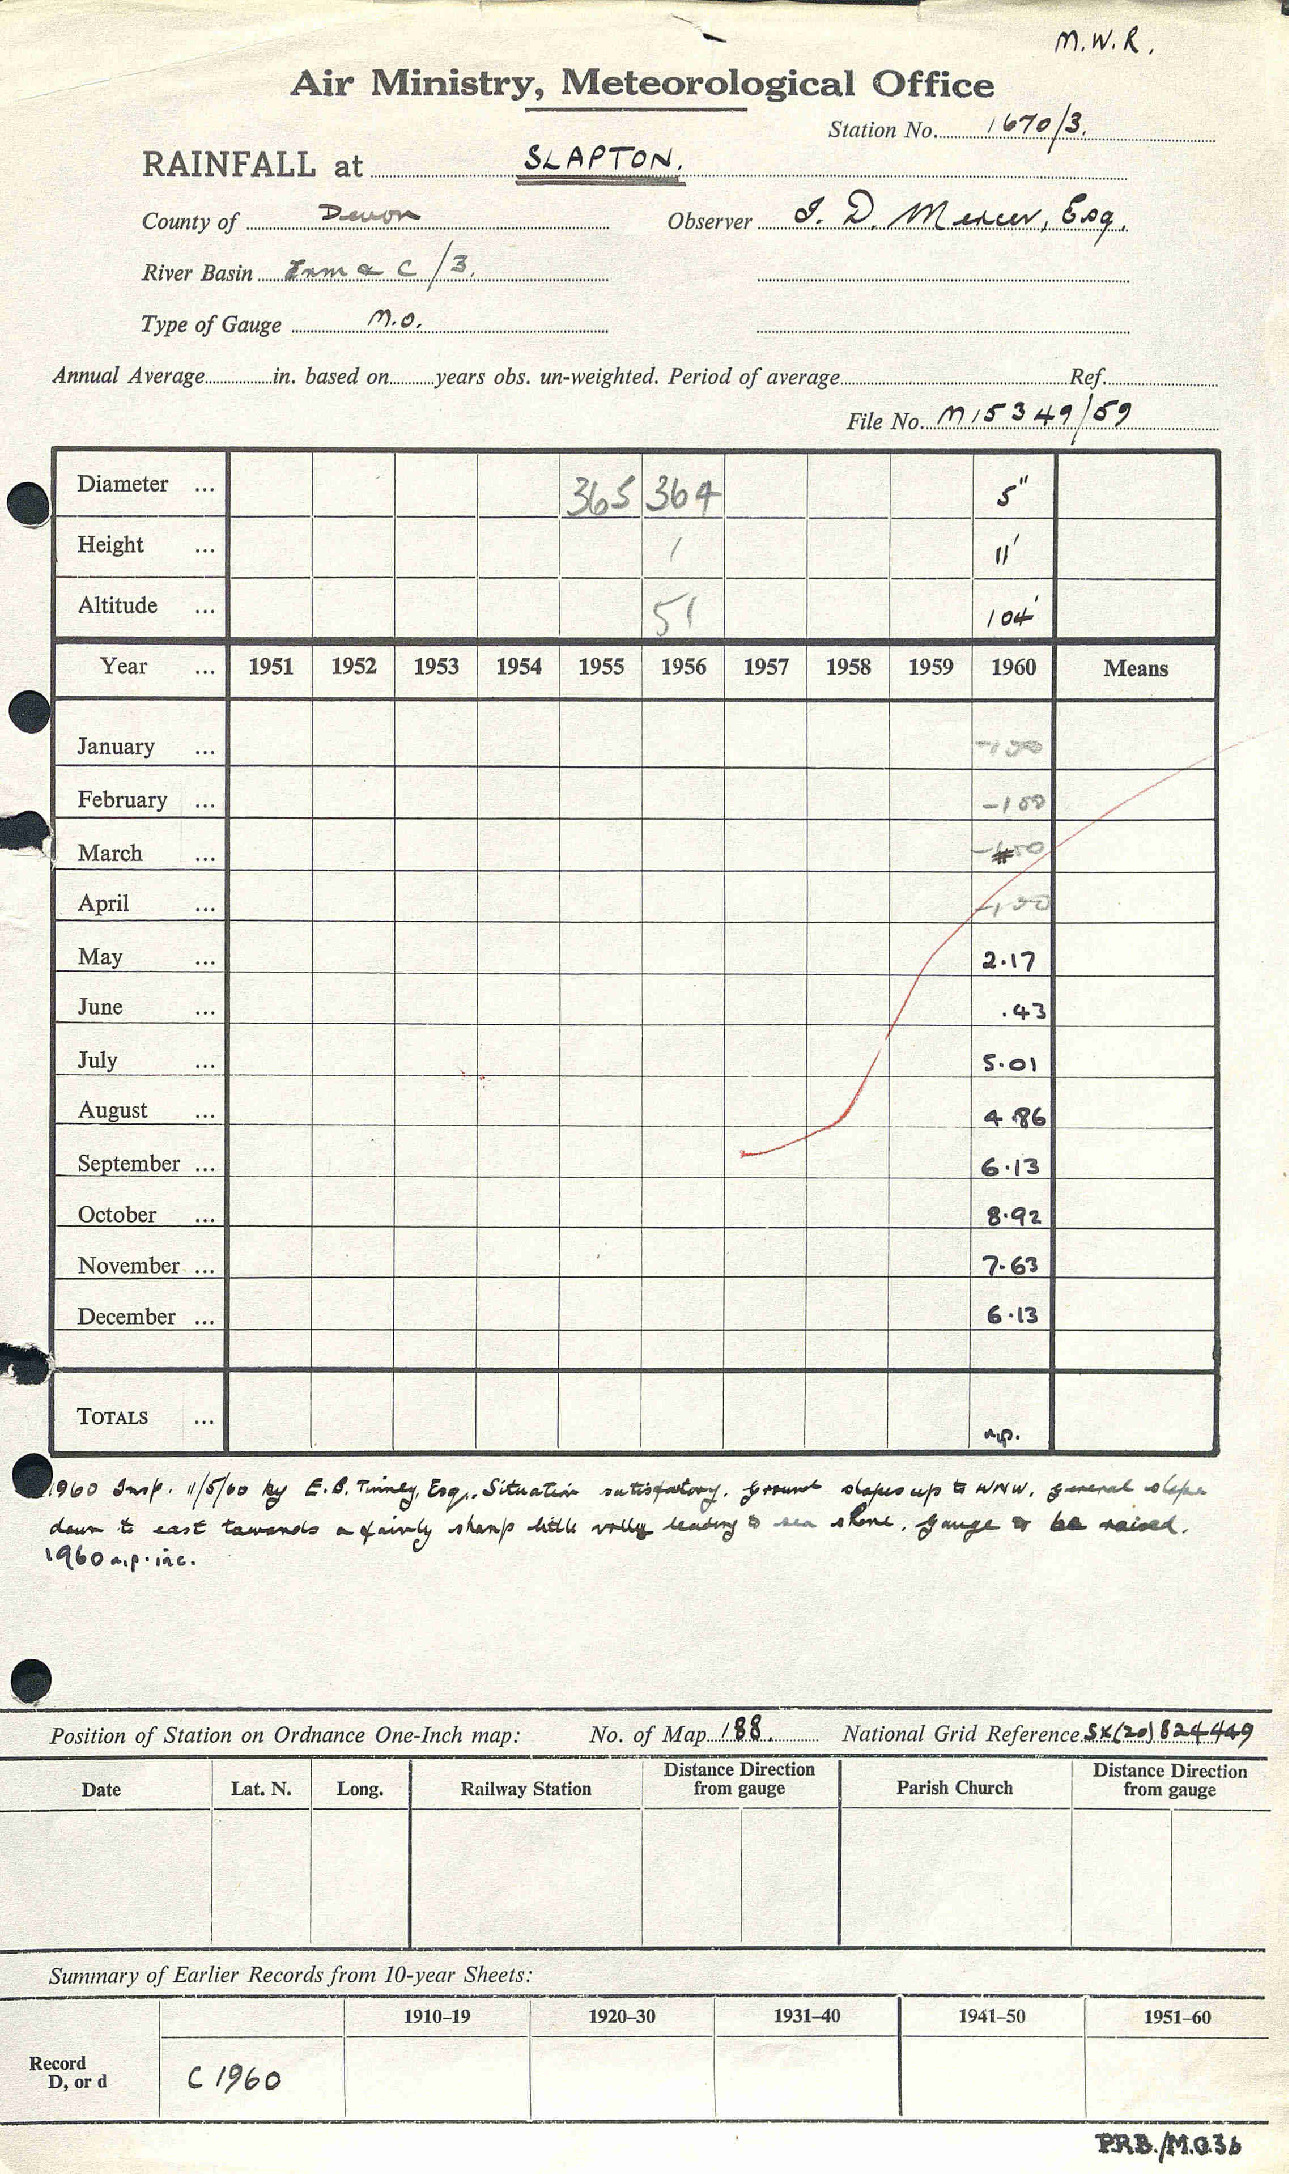 M.W.R.
Air Ministry, Meteorological Office
Station No. 1670/3.
RAINFALL at SLAPTON.
County of Devon Observer I. D. Mercer, Esq.
River Basin Erme & C /3.
Type of Gauge M.O.
Annual Average in. based on years obs. un-weighted. Period of average Ref.
File No. M15349/59
Diameter ... 365 364 5"
Height ... 1 11'
Altitude ... 51 104'
Year ... 1951 1952 1953 1954 1955 1956 1957 1958 1959 1960 Means
January ... -100
February ... -100
March ... -100
April ... -100
May ... 2.17
June ... .43
July ... 5.01
August ... 4.86
September ... 6.13
October ... 8.92
November ... 7.63
December ... 6.13
TOTALS ... n.p.
1960 Insp. 11/5/60 by E.B. Tinney, Esq., Situation satisfactory, ground slopes up to WNW, general slope
down to east towards a fairly sharp little valley leading to sea shore. Gauge to be raised.
1960 n.p. inc.
Position of Station on Ordnance One-Inch map: No. of Map 188. National Grid Reference SX(20)824449
Date Lat. N. Long. Railway Station Distance Direction from gauge Parish Church Distance Direction from gauge
Summary of Earlier Records from 10-year Sheets:
1910–19 1920–30 1931–40 1941–50 1951–60
Record
D, or d C 1960
P.R.B./M.O.3b